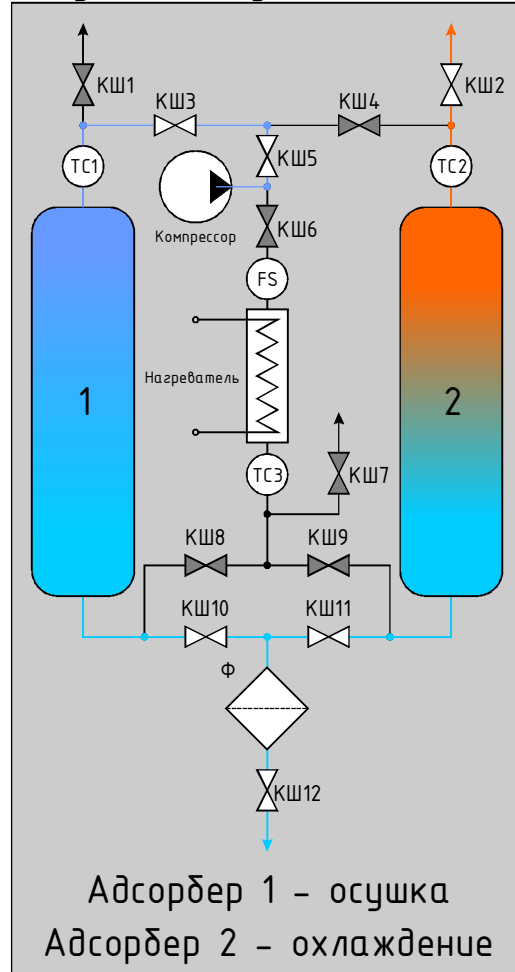 КШ1
КШ3
КШ4
КШ2
ТС1
КШ5
ТС2
Компрессор
КШ6
FS
Нагреватель
1
2
ТС3
КШ7
КШ8
КШ9
КШ10
КШ11
Ф
КШ12
Адсорбер 1 – осушка
Адсорбер 2 – охлаждение